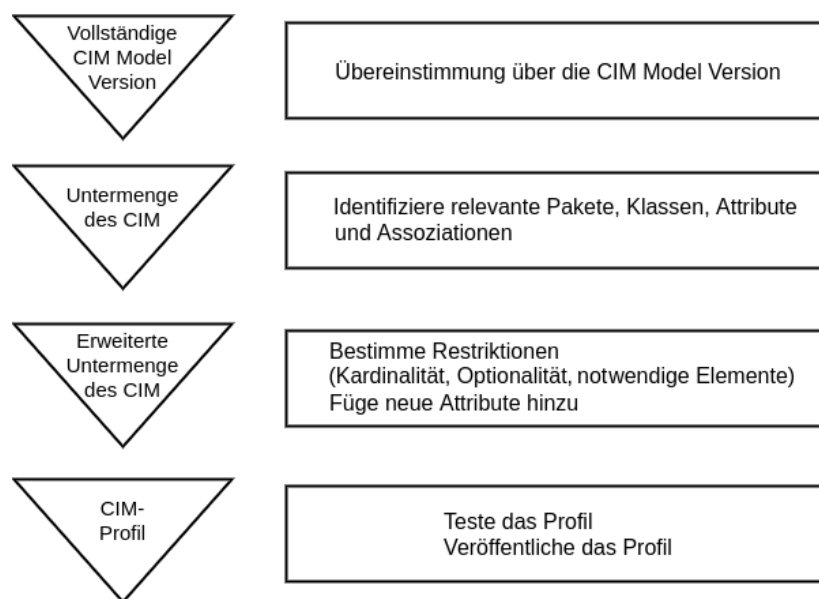 Vollständige
CIM Model
Version
Übereinstimmung über die CIM Model Version
Untermenge
des CIM
Identifiziere relevante Pakete, Klassen, Attribute
und Assoziationen
Erweiterte
Untermenge
des CIM
Bestimme Restriktionen
(Kardinalität, Optionalität, notwendige Elemente)
Füge neue Attribute hinzu
CIM-
Profil
Teste das Profil
Veröffentliche das Profil